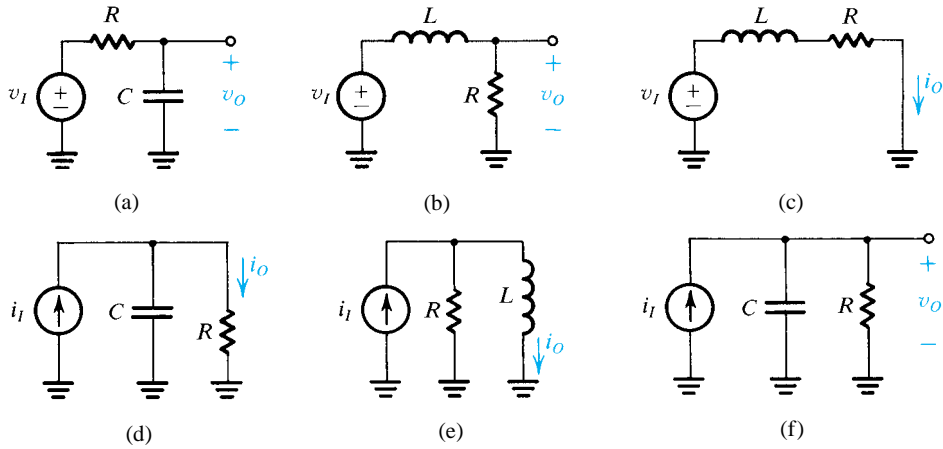 R
L
L
R
v_I
+
−
C
+
v_O
−
v_I
+
−
R
+
v_O
−
v_I
+
−
i_O
(a)
(b)
(c)
i_I
C
i_O
R
i_I
R
L
i_O
i_I
C
R
+
v_O
−
(d)
(e)
(f)